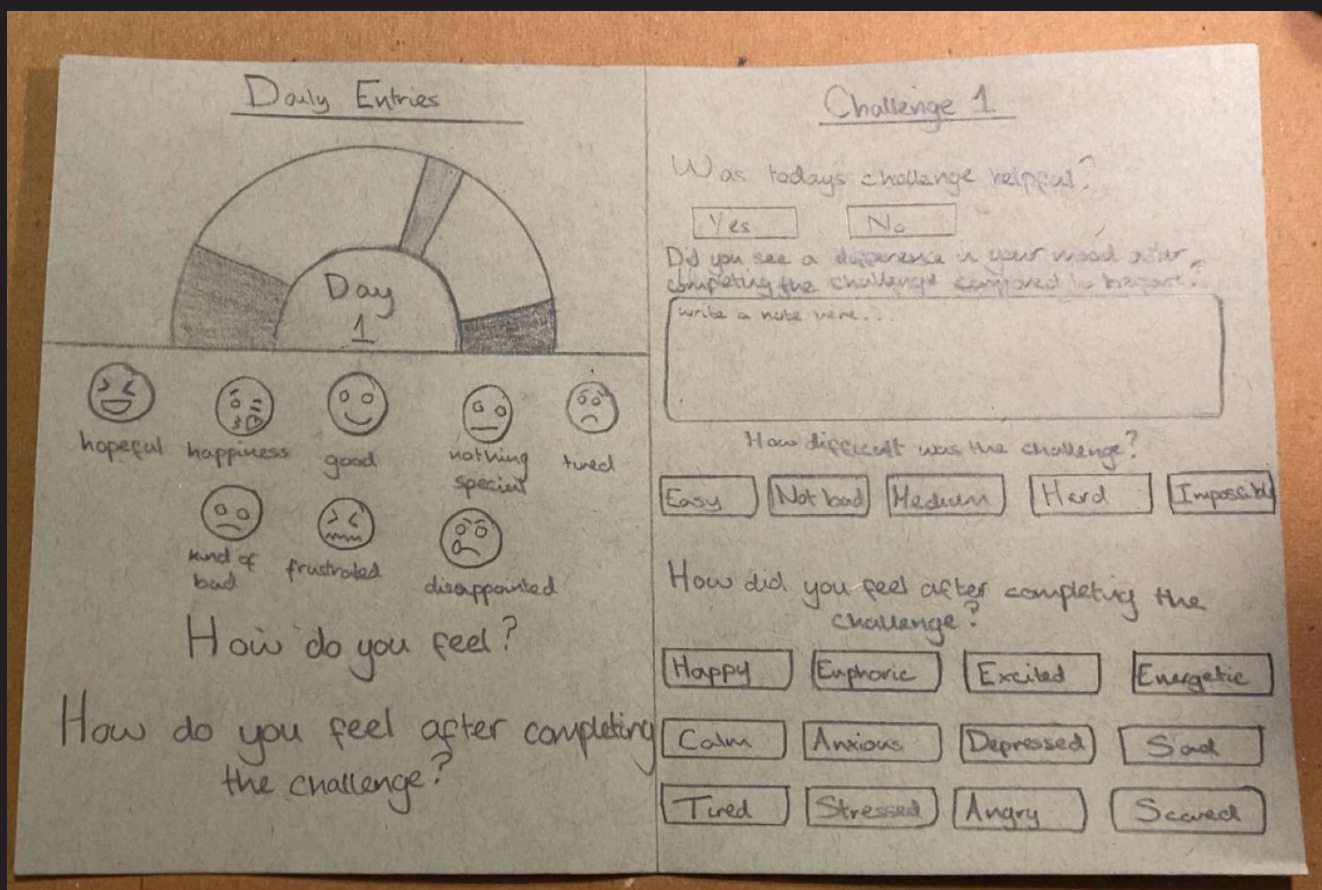 Daily Entries
Day
1
hopeful
happiness
good
nothing
special
tired
kind of
bad
frustrated
disappointed
How do you feel?
How do you feel after completing
the challenge?
Challenge 1.
Was todays challenge helpful?
Yes
No
Did you see a difference in your mood after
completing the challenge compared to before?
write a note here...
How difficult was the challenge?
Easy
Not bad
Medium
Hard
Impossible
How did you feel after completing the
challenge?
Happy
Euphoric
Excited
Energetic
Calm
Anxious
Depressed
Sad
Tired
Stressed
Angry
Scared